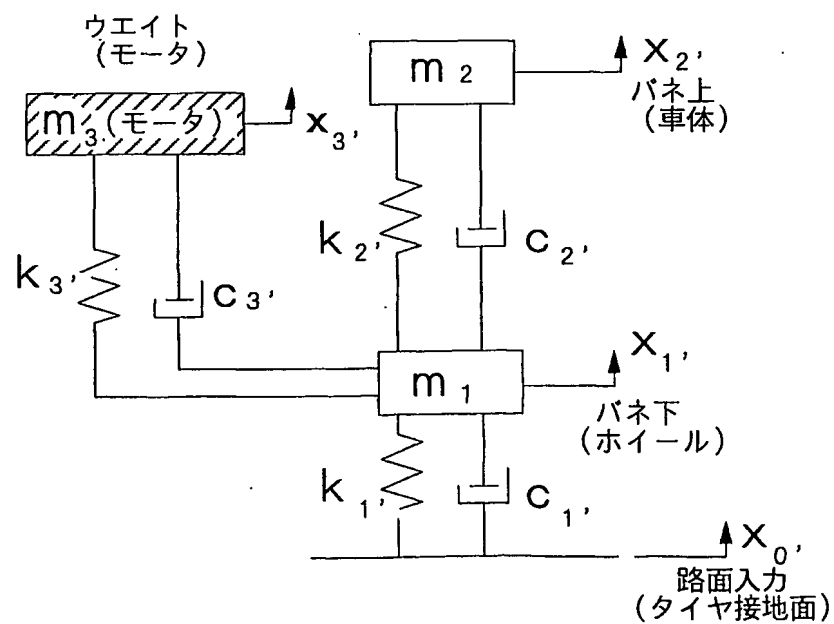 ウエイト
(モータ)
m3(モータ)
x3,
m2
x2,
バネ上
(車体)
k2,
c2,
k3,
c3,
m1
x1,
バネ下
(ホイール)
k1,
c1,
x0,
路面入力
(タイヤ接地面)